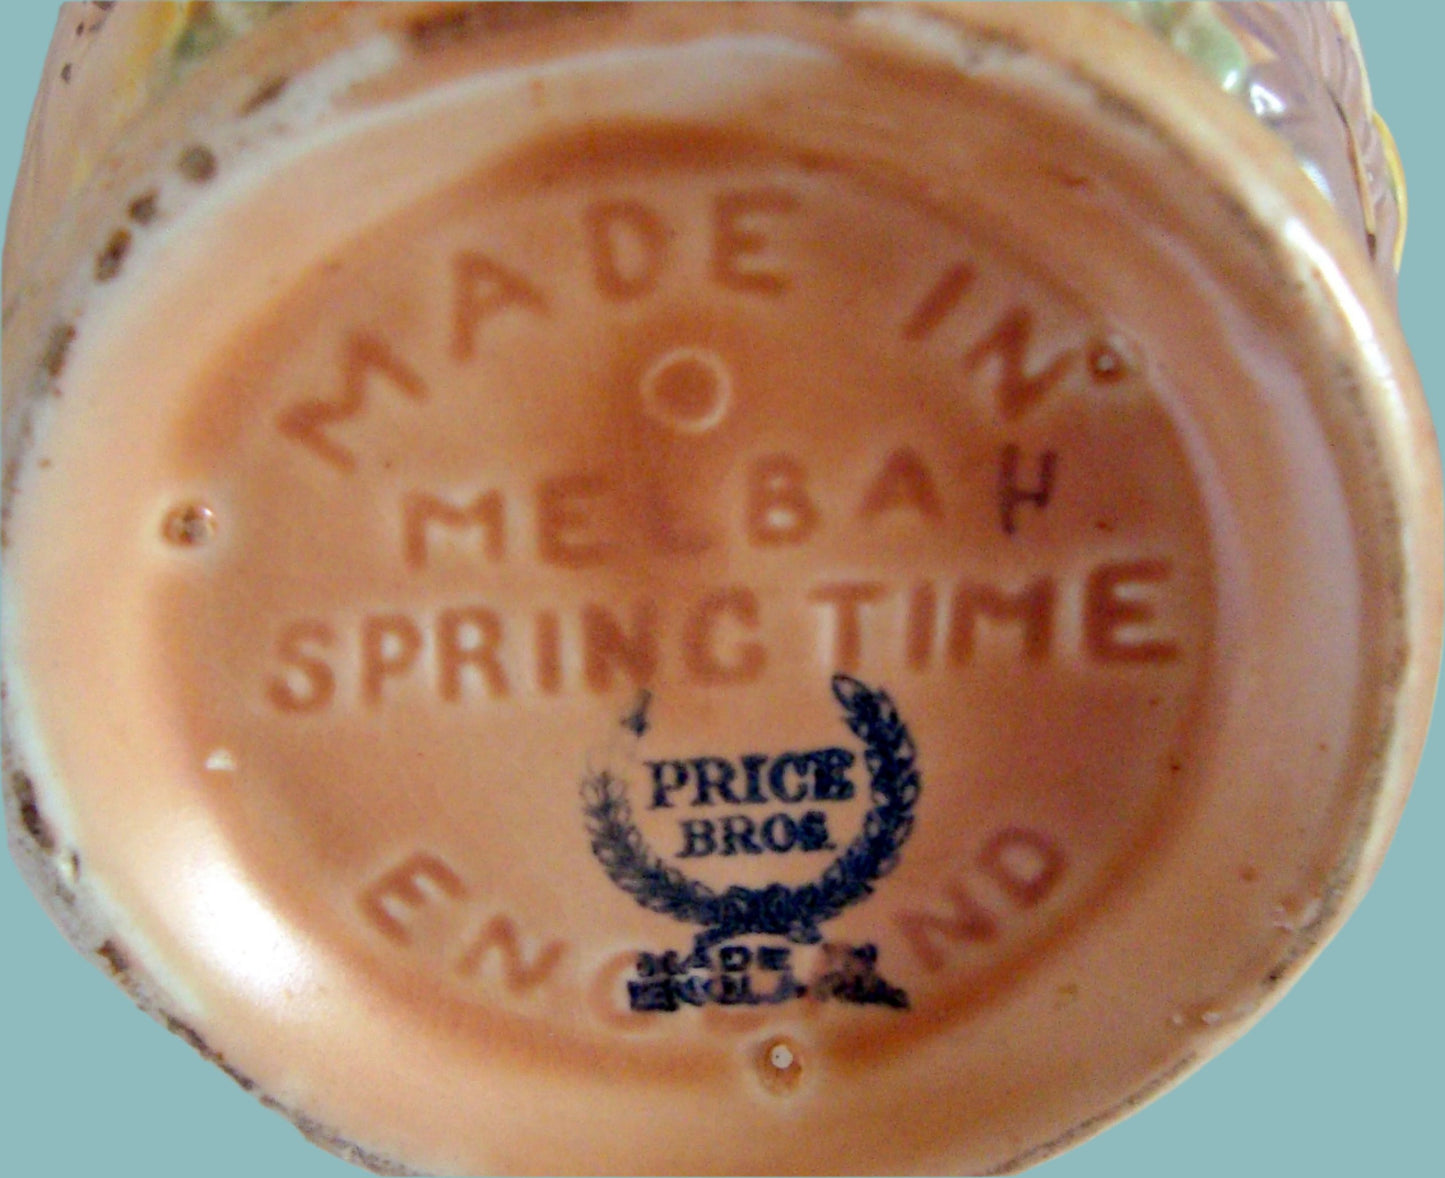 MADE IN
MELBA H
SPRING TIME
PRICE
BROS.
MADE IN
ENGLAND
ENGLAND